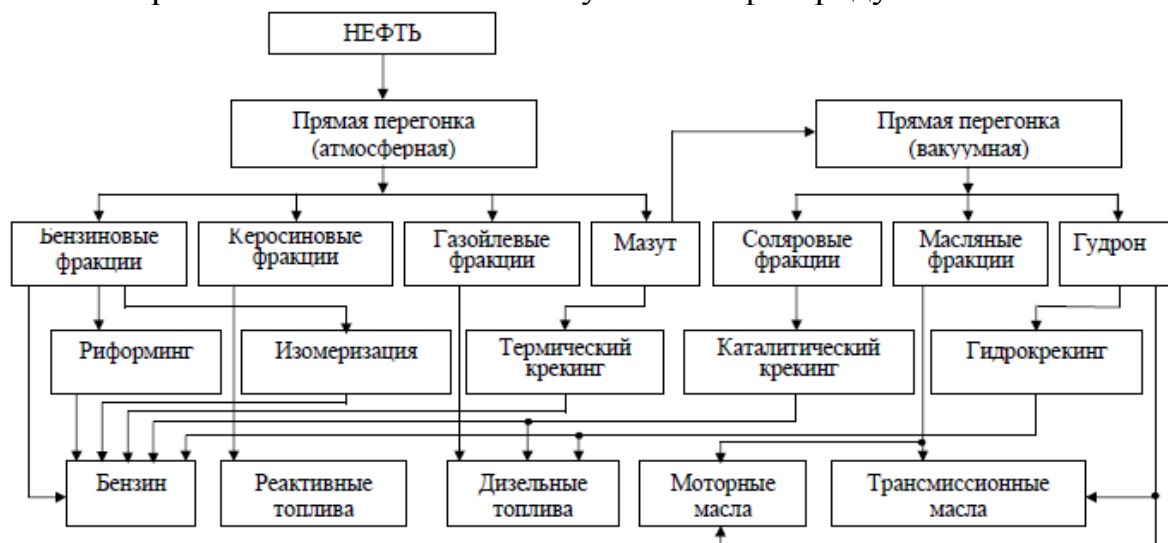 НЕФТЬ
Прямая перегонка
(атмосферная)
Прямая перегонка
(вакуумная)
Бензиновые
фракции
Керосиновые
фракции
Газойлевые
фракции
Мазут
Соляровые
фракции
Масляные
фракции
Гудрон
Риформинг
Изомеризация
Термический
крекинг
Каталитический
крекинг
Гидрокрекинг
Бензин
Реактивные
топлива
Дизельные
топлива
Моторные
масла
Трансмиссионные
масла